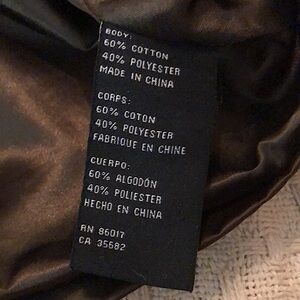 BODY:
60% COTTON
40% POLYESTER
MADE IN CHINA
CORPS:
60% COTON
40% POLYESTER
FABRIQUE EN CHINE
CUERPO:
60% ALGODÓN
40% POLIESTER
HECHO EN CHINA
RN 86017
CA 35682